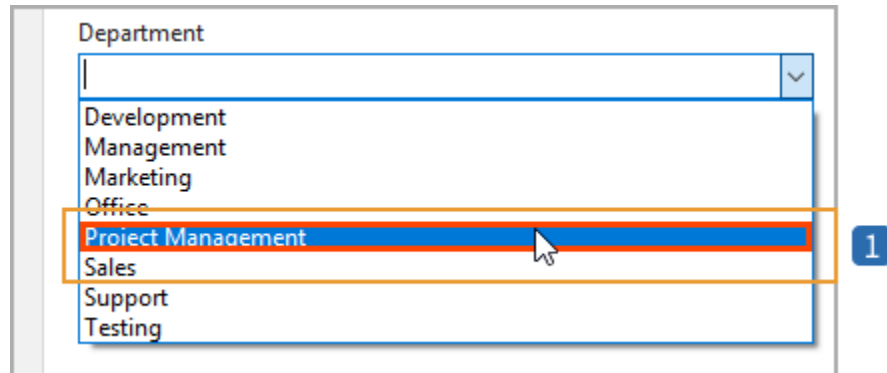 Department
Development
Management
Marketing
Office
Project Management
1
Sales
Support
Testing